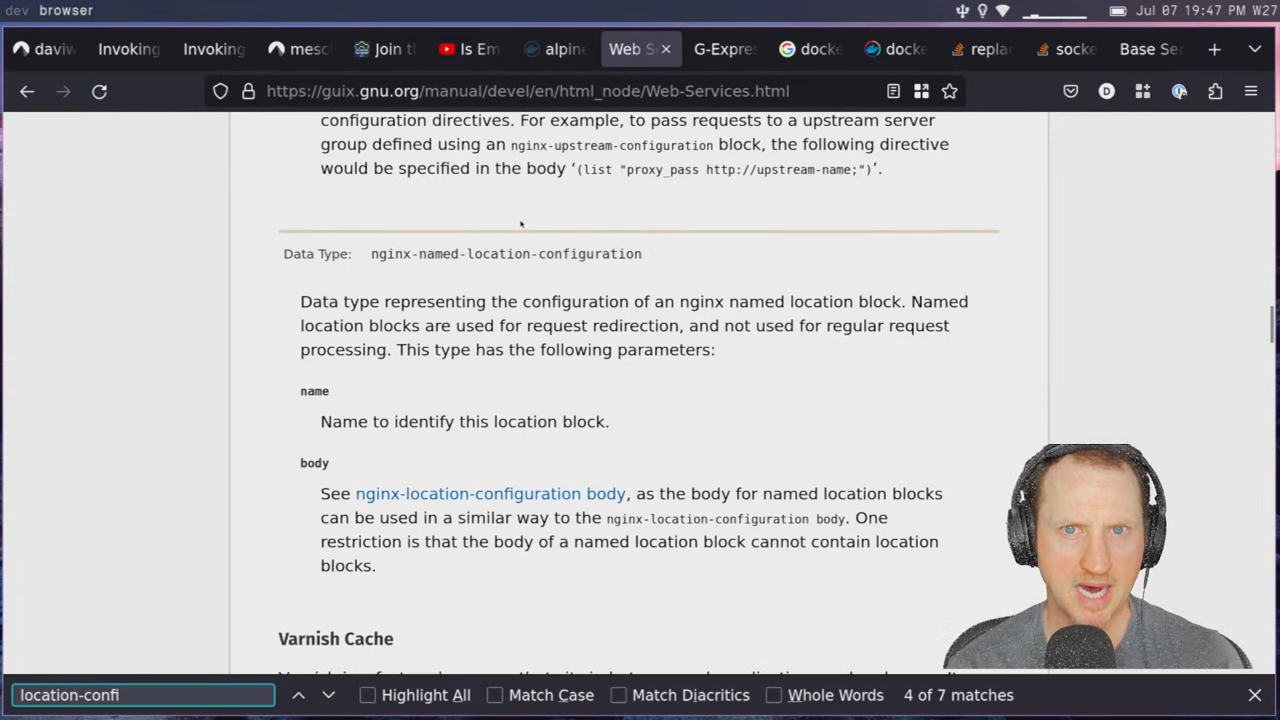 dev browser
Jul 07 19:47 W27
daviw Invoking Invoking mesc Join t Is Em alpine Web S G-Expres docke docke repla socke Base Se
https://guix.gnu.org/manual/devel/en/html_node/Web-Services.html
configuration directives. For example, to pass requests to a upstream server
group defined using an nginx-upstream-configuration block, the following directive
would be specified in the body ‘(list "proxy_pass http://upstream-name;")’.
Data Type: nginx-named-location-configuration
Data type representing the configuration of an nginx named location block. Named
location blocks are used for request redirection, and not used for regular request
processing. This type has the following parameters:
name
Name to identify this location block.
body
See nginx-location-configuration body, as the body for named location blocks
can be used in a similar way to the nginx-location-configuration body. One
restriction is that the body of a named location block cannot contain location
blocks.
Varnish Cache
location-confi Highlight All Match Case Match Diacritics Whole Words 4 of 7 matches